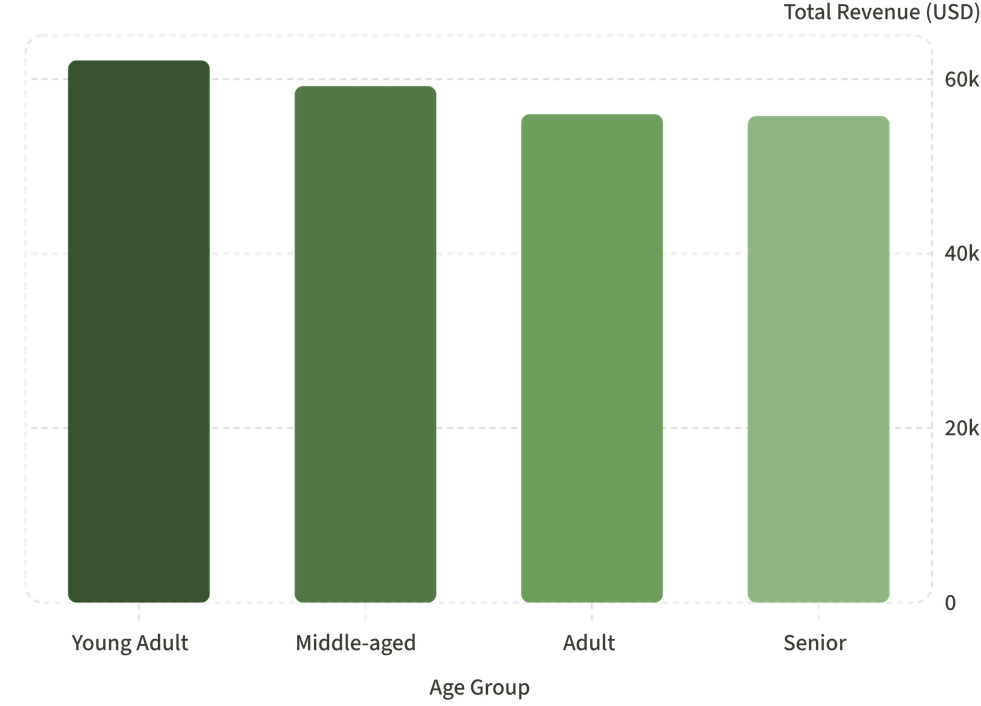 Total Revenue (USD)
60k
40k
20k
0
Young Adult
Middle-aged
Adult
Senior
Age Group